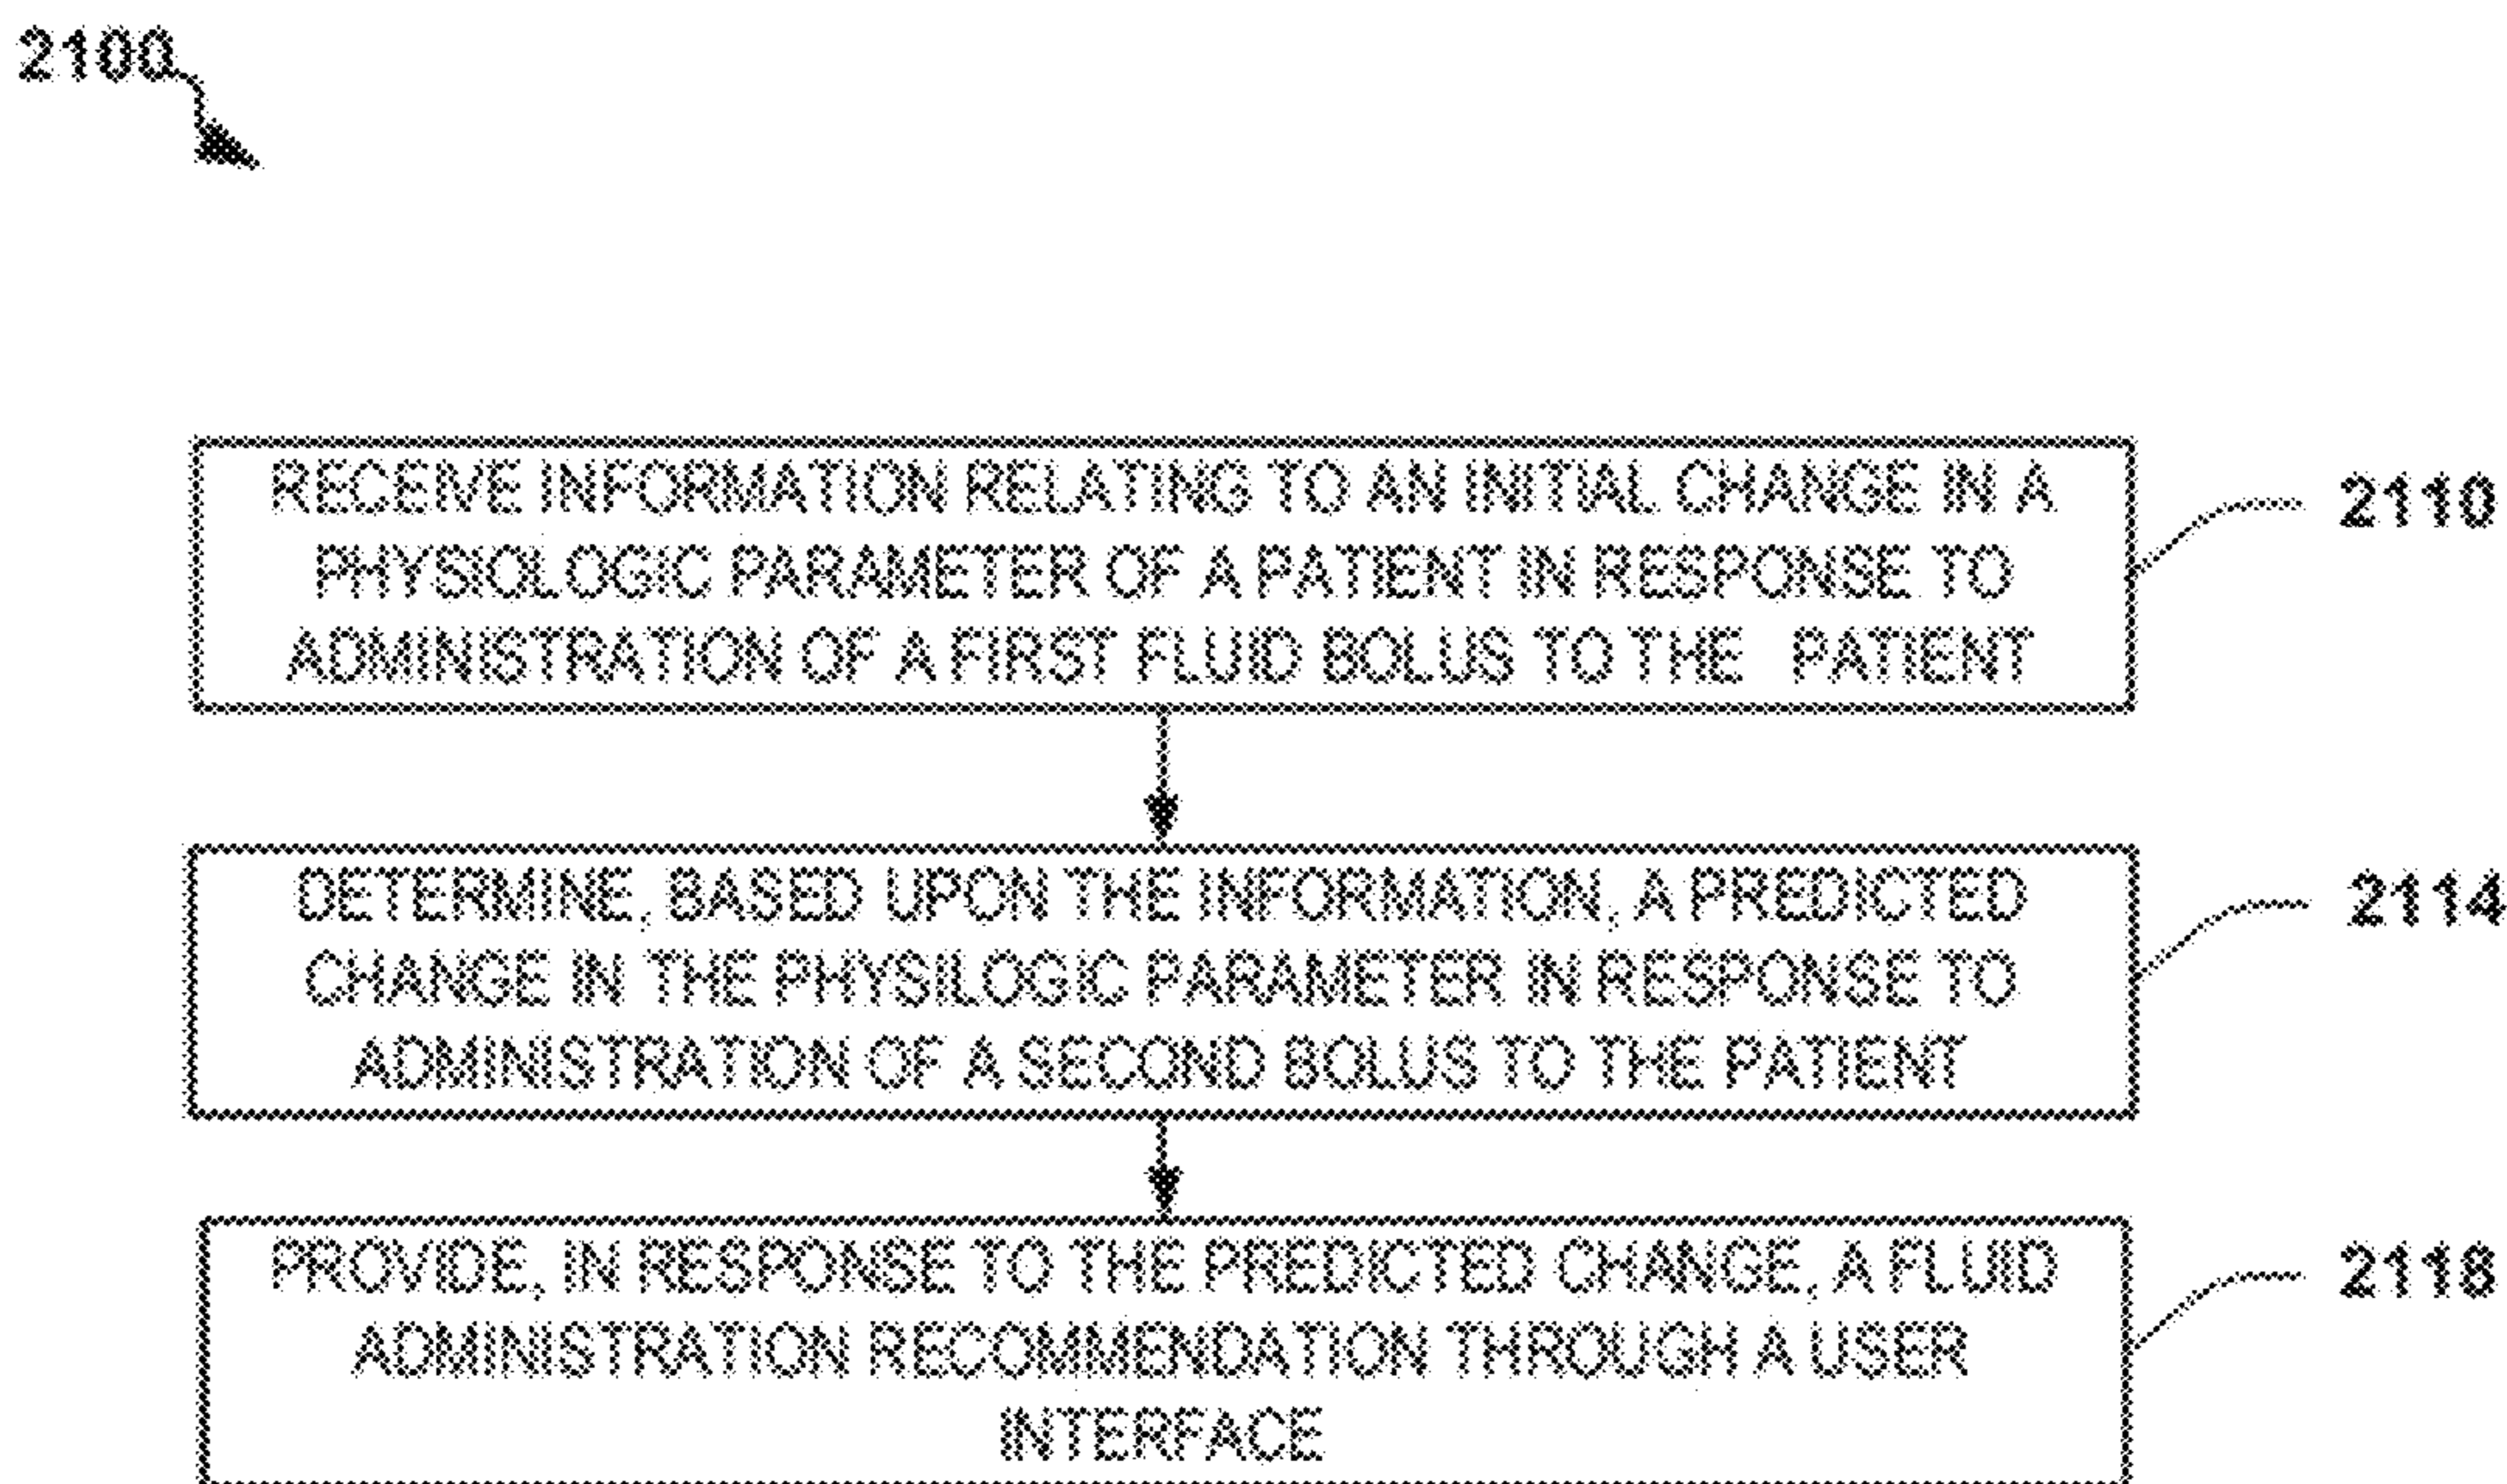 2100
RECEIVE INFORMATION RELATING TO AN INITIAL CHANGE IN A
PHYSIOLOGIC PARAMETER OF A PATIENT IN RESPONSE TO
ADMINISTRATION OF A FIRST FLUID BOLUS TO THE PATIENT
2110
DETERMINE, BASED UPON THE INFORMATION, A PREDICTED
CHANGE IN THE PHYSILOGIC PARAMETER IN RESPONSE TO
ADMINISTRATION OF A SECOND BOLUS TO THE PATIENT
2114
PROVIDE, IN RESPONSE TO THE PREDICTED CHANGE, A FLUID
ADMINISTRATION RECOMMENDATION THROUGH A USER
INTERFACE
2118